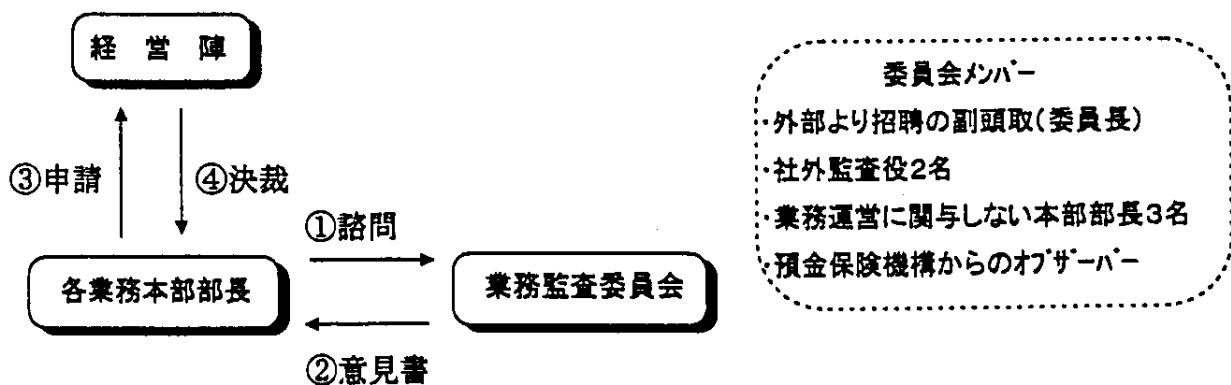 経　営　陣
③申請
④決裁
①諮問
各業務本部部長
業務監査委員会
②意見書
委員会ﾒﾝﾊﾞｰ
・外部より招聘の副頭取(委員長)
・社外監査役2名
・業務運営に関与しない本部部長3名
・預金保険機構からのｵﾌﾞｻﾞｰﾊﾞｰ